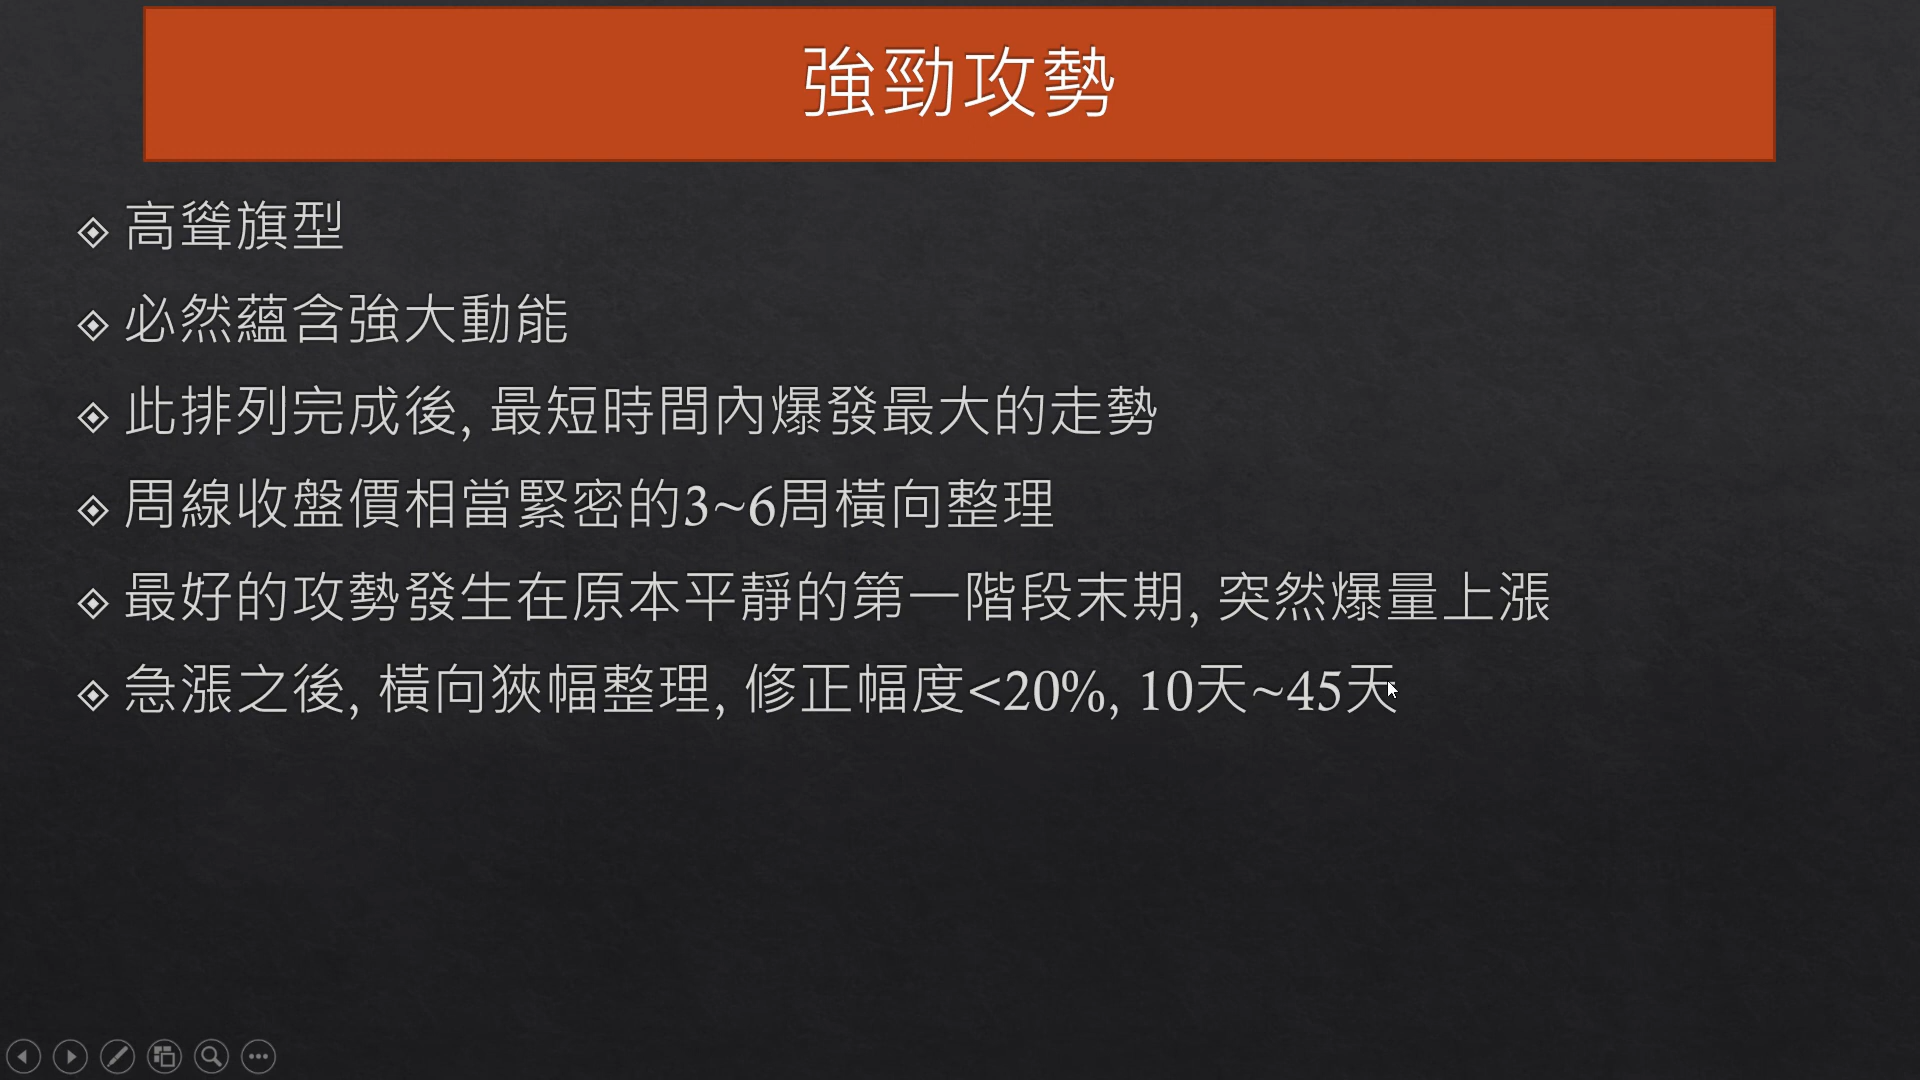 強勁攻勢
高聳旗型
必然蘊含強大動能
此排列完成後, 最短時間內爆發最大的走勢
周線收盤價相當緊密的3~6周橫向整理
最好的攻勢發生在原本平靜的第一階段末期, 突然爆量上漲
急漲之後, 橫向狹幅整理, 修正幅度<20%, 10天~45天